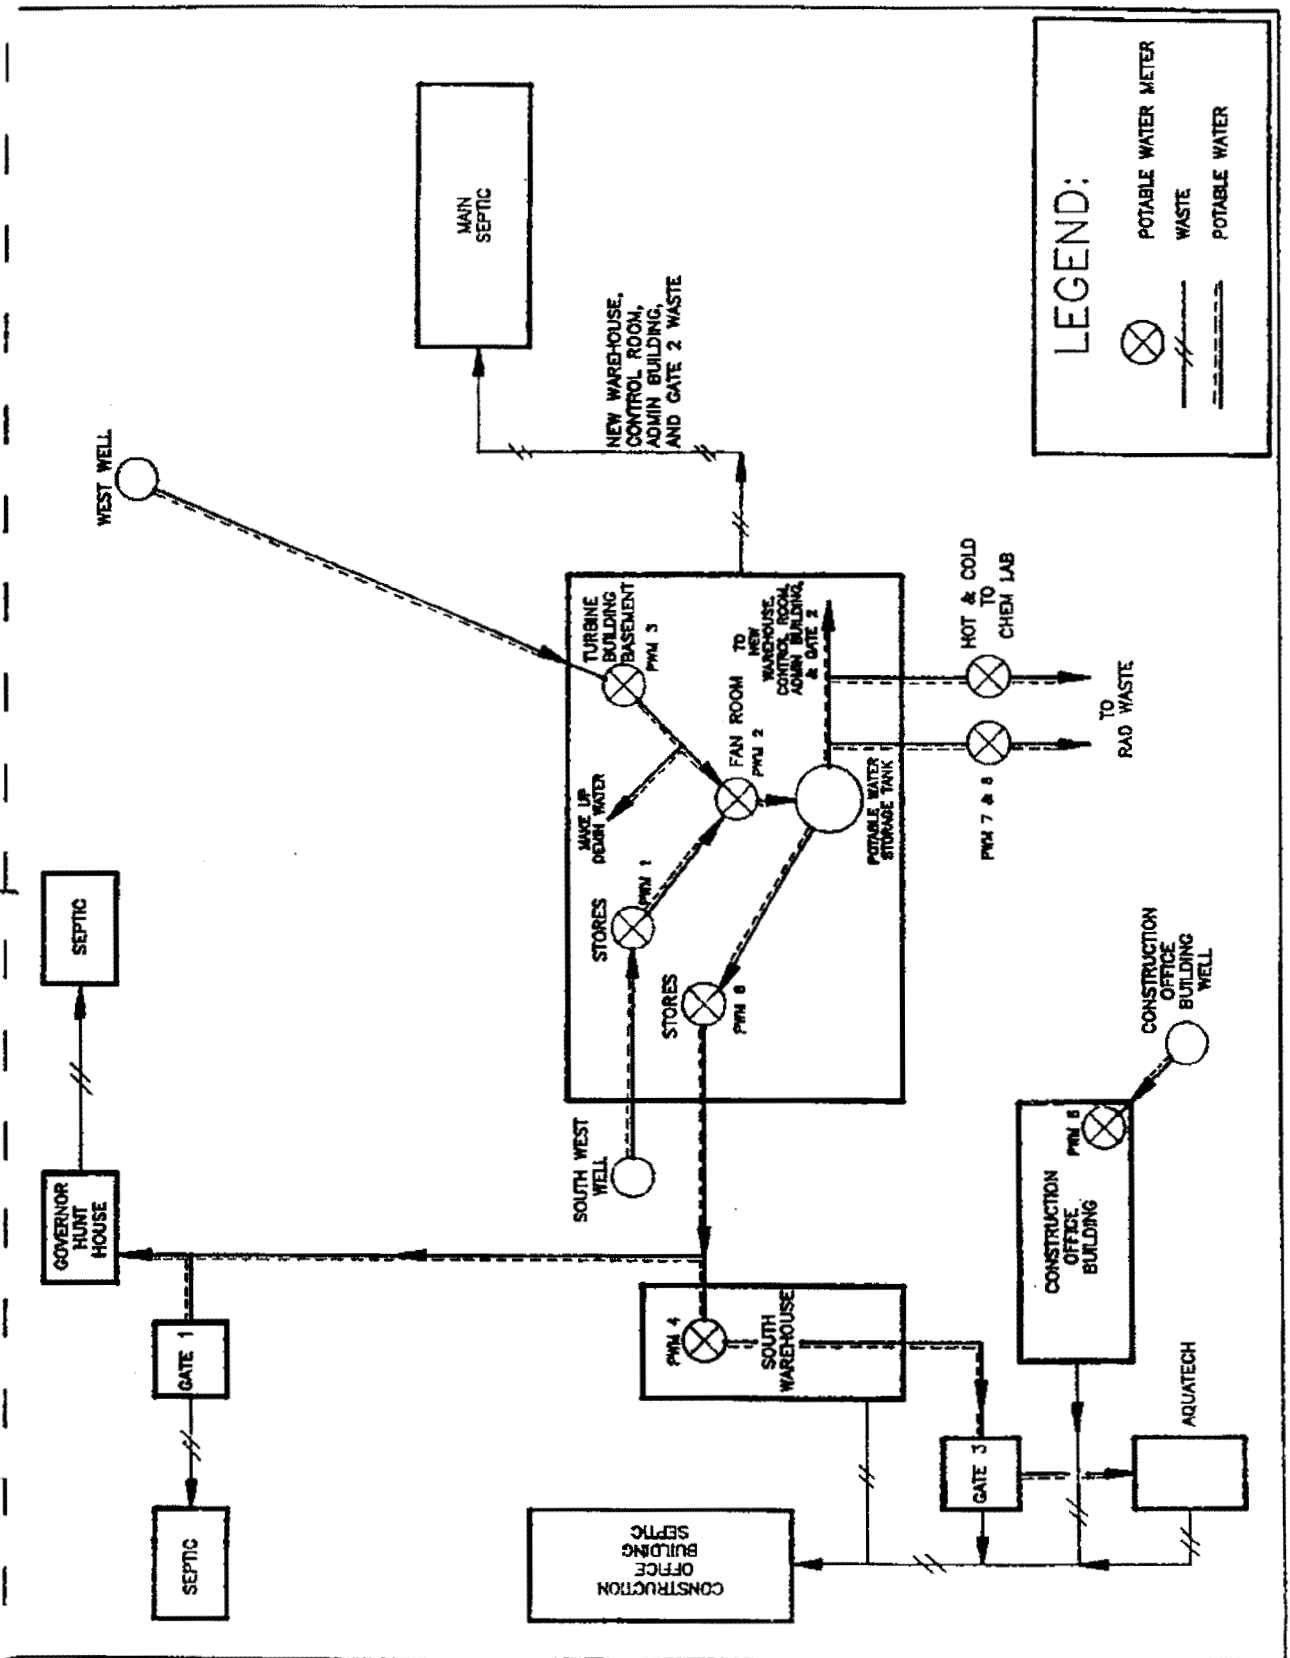 WEST WELL
MAIN
SEPTIC
NEW WAREHOUSE,
CONTROL ROOM,
ADMIN BUILDING,
AND GATE 2 WASTE
LEGEND:
POTABLE WATER METER
WASTE
POTABLE WATER
SEPTIC
GOVERNOR
HUNT
HOUSE
GATE 1
SEPTIC
SOUTH WEST
WELL
STORES
PWM 1
MAKE UP
DEMIN WATER
TURBINE
BUILDING
BASEMENT
PWM 3
FAN ROOM
PWM 2
TO
NEW
WAREHOUSE,
CONTROL ROOM,
ADMIN BUILDING,
& GATE 2
STORES
PWM 6
POTABLE WATER
STORAGE TANK
PWM 7 & 8
HOT & COLD
TO
CHEM LAB
TO
RAD WASTE
PWM 4
SOUTH
WAREHOUSE
GATE 3
CONSTRUCTION
OFFICE
BUILDING
SEPTIC
CONSTRUCTION
OFFICE
BUILDING
PWM 5
CONSTRUCTION
OFFICE
BUILDING
WELL
AQUATECH